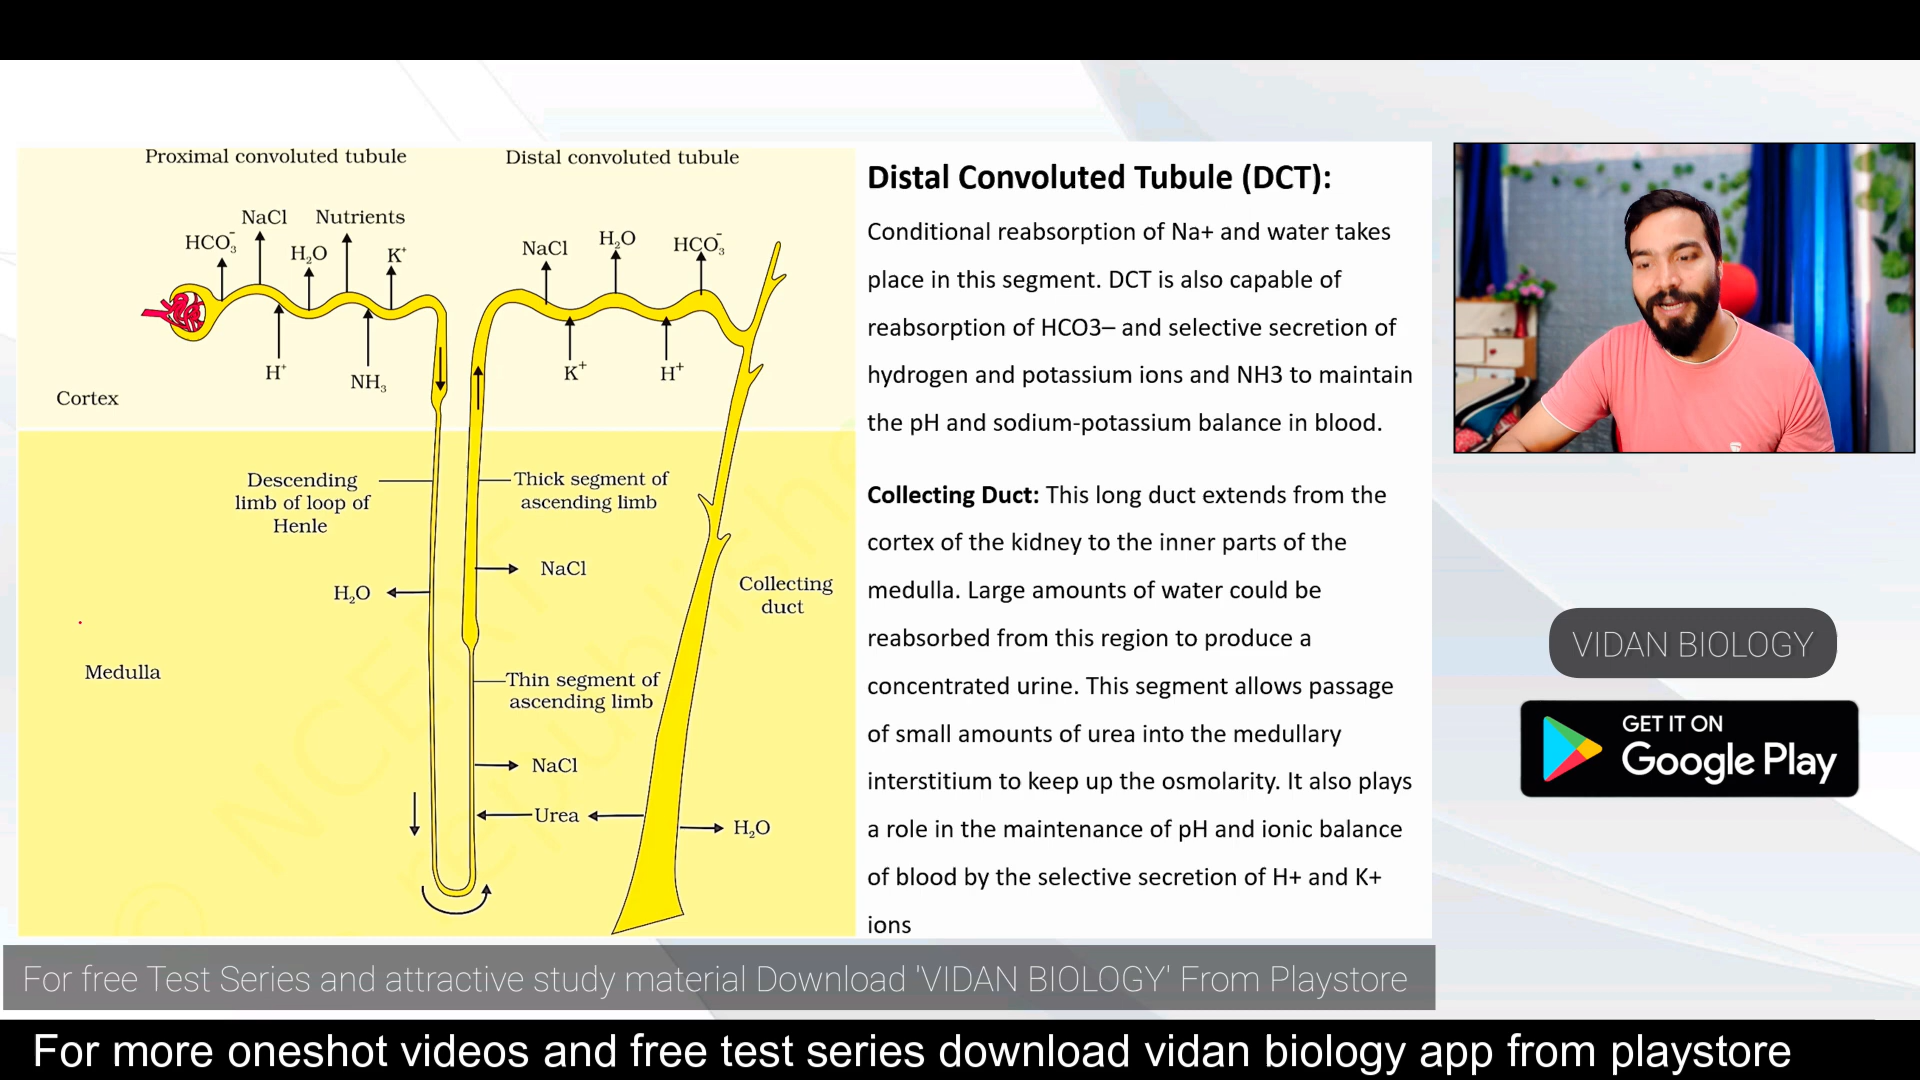 Proximal convoluted tubule
Distal convoluted tubule
NaCl Nutrients
HCO₃⁻ H₂O K⁺
NaCl H₂O HCO₃⁻
H⁺ NH₃
K⁺ H⁺
Cortex
Descending
limb of loop of
Henle
Thick segment of
ascending limb
NaCl
H₂O
Collecting
duct
Medulla
Thin segment of
ascending limb
NaCl
Urea
H₂O
Distal Convoluted Tubule (DCT):
Conditional reabsorption of Na+ and water takes
place in this segment. DCT is also capable of
reabsorption of HCO3– and selective secretion of
hydrogen and potassium ions and NH3 to maintain
the pH and sodium-potassium balance in blood.
Collecting Duct: This long duct extends from the
cortex of the kidney to the inner parts of the
medulla. Large amounts of water could be
reabsorbed from this region to produce a
concentrated urine. This segment allows passage
of small amounts of urea into the medullary
interstitium to keep up the osmolarity. It also plays
a role in the maintenance of pH and ionic balance
of blood by the selective secretion of H+ and K+
ions
VIDAN BIOLOGY
GET IT ON
Google Play
For free Test Series and attractive study material Download 'VIDAN BIOLOGY' From Playstore
For more oneshot videos and free test series download vidan biology app from playstore